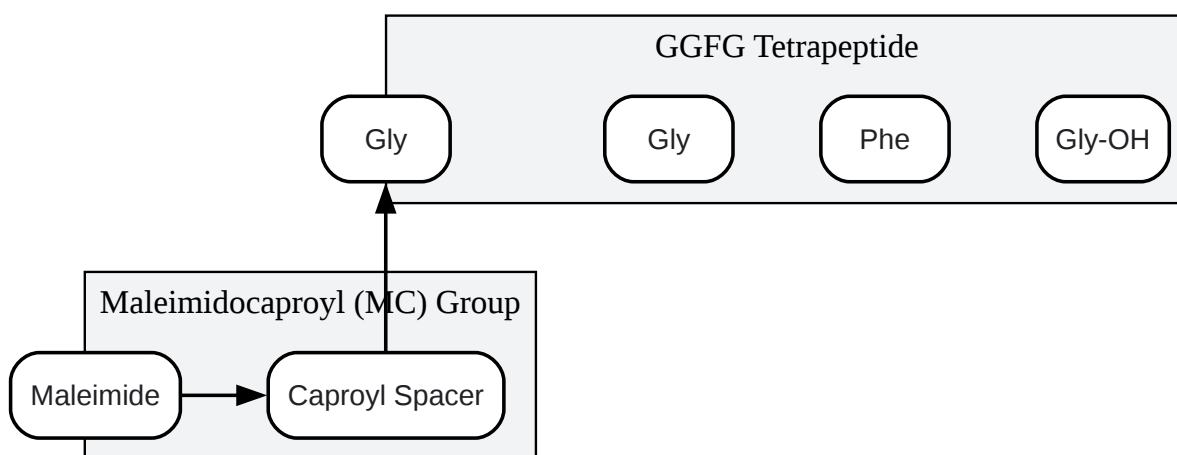 GGFG Tetrapeptide
Gly
Gly
Phe
Gly-OH
Maleimidocaproyl (MC) Group
Maleimide
Caproyl Spacer